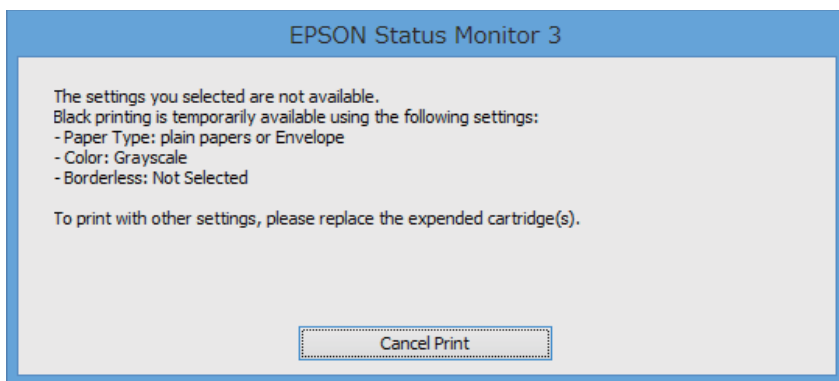 EPSON Status Monitor 3
The settings you selected are not available.
Black printing is temporarily available using the following settings:
- Paper Type: plain papers or Envelope
- Color: Grayscale
- Borderless: Not Selected
To print with other settings, please replace the expended cartridge(s).
Cancel Print